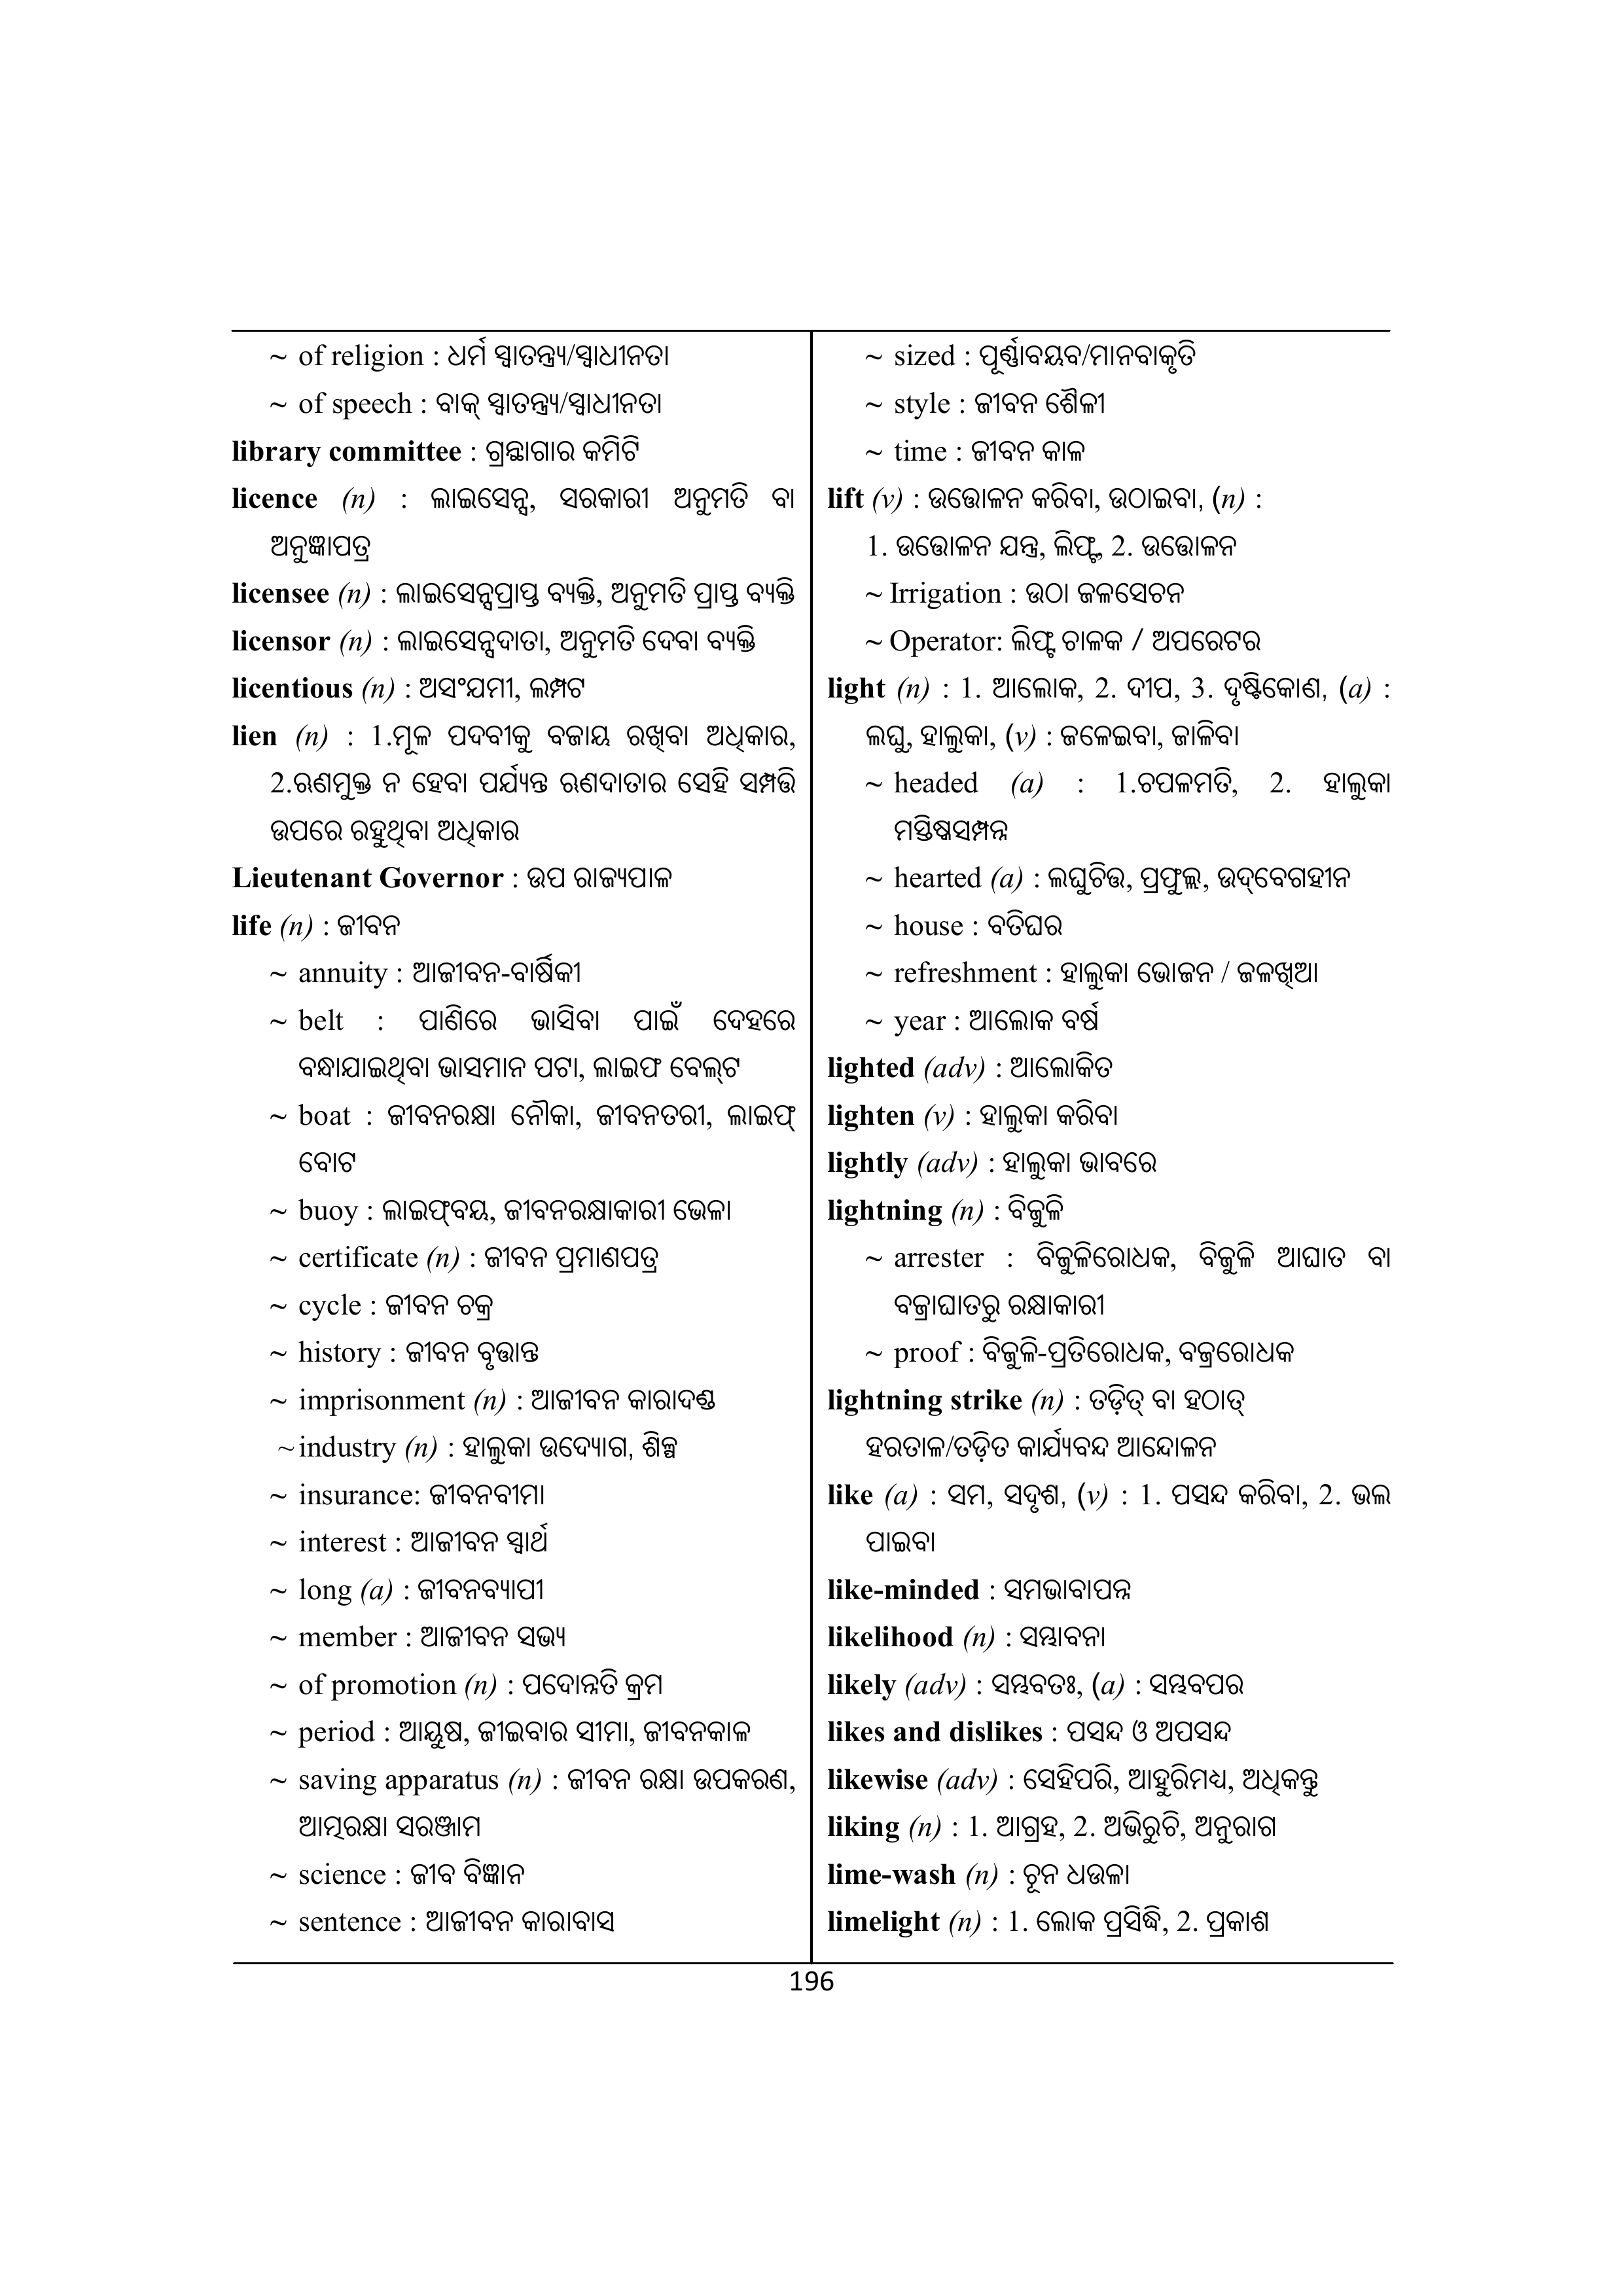 ~ of religion : ଧର୍ମ ସ୍ୱାତନ୍ତ୍ର୍ୟ/ସ୍ୱାଧୀନତା
~ of speech : ବାକ୍ ସ୍ୱାତନ୍ତ୍ର୍ୟ/ସ୍ୱାଧୀନତା
library committee : ଗ୍ରନ୍ଥାଗାର କମିଟି
licence (n) : ଲାଇସେନ୍ସ, ସରକାରୀ ଅନୁମତି ବା
ଅନୁଜ୍ଞାପତ୍ର
licensee (n) : ଲାଇସେନ୍ସପ୍ରାପ୍ତ ବ୍ୟକ୍ତି, ଅନୁମତି ପ୍ରାପ୍ତ ବ୍ୟକ୍ତି
licensor (n) : ଲାଇସେନ୍ସଦାତା, ଅନୁମତି ଦେବା ବ୍ୟକ୍ତି
licentious (n) : ଅସଂଯମୀ, ଲମ୍ପଟ
lien (n) : 1.ମୂଳ ପଦବୀକୁ ବଜାୟ ରଖିବା ଅଧିକାର,
2.ଋଣମୁକ୍ତ ନ ହେବା ପର୍ଯ୍ୟନ୍ତ ଋଣଦାତାର ସେହି ସମ୍ପତ୍ତି
ଉପରେ ରହୁଥିବା ଅଧିକାର
Lieutenant Governor : ଉପ ରାଜ୍ୟପାଳ
life (n) : ଜୀବନ
~ annuity : ଆଜୀବନ-ବାର୍ଷିକୀ
~ belt : ପାଣିରେ ଭାସିବା ପାଇଁ ଦେହରେ
ବନ୍ଧାଯାଇଥିବା ଭାସମାନ ପଟା, ଲାଇଫ ବେଲ୍‌ଟ
~ boat : ଜୀବନରକ୍ଷା ନୌକା, ଜୀବନତରୀ, ଲାଇଫ୍
ବୋଟ
~ buoy : ଲାଇଫ୍‌ବୟ, ଜୀବନରକ୍ଷାକାରୀ ଭେଳା
~ certificate (n) : ଜୀବନ ପ୍ରମାଣପତ୍ର
~ cycle : ଜୀବନ ଚକ୍ର
~ history : ଜୀବନ ବୃତ୍ତାନ୍ତ
~ imprisonment (n) : ଆଜୀବନ କାରାଦଣ୍ଡ
~ industry (n) : ହାଲୁକା ଉଦ୍ୟୋଗ, ଶିଳ୍ପ
~ insurance: ଜୀବନବୀମା
~ interest : ଆଜୀବନ ସ୍ୱାର୍ଥ
~ long (a) : ଜୀବନବ୍ୟାପୀ
~ member : ଆଜୀବନ ସଭ୍ୟ
~ of promotion (n) : ପଦୋନ୍ନତି କ୍ରମ
~ period : ଆୟୁଷ, ଜୀଇବାର ସୀମା, ଜୀବନକାଳ
~ saving apparatus (n) : ଜୀବନ ରକ୍ଷା ଉପକରଣ,
ଆତ୍ମରକ୍ଷା ସରଞ୍ଜାମ
~ science : ଜୀବ ବିଜ୍ଞାନ
~ sentence : ଆଜୀବନ କାରାବାସ
~ sized : ପୂର୍ଣ୍ଣାବୟବ/ମାନବାକୃତି
~ style : ଜୀବନ ଶୈଳୀ
~ time : ଜୀବନ କାଳ
lift (v) : ଉତ୍ତୋଳନ କରିବା, ଉଠାଇବା, (n) :
1. ଉତ୍ତୋଳନ ଯନ୍ତ୍ର, ଲିଫ୍ଟ, 2. ଉତ୍ତୋଳନ
~ Irrigation : ଉଠା ଜଳସେଚନ
~ Operator: ଲିଫ୍ଟ ଚାଳକ / ଅପରେଟର
light (n) : 1. ଆଲୋକ, 2. ଦୀପ, 3. ଦୃଷ୍ଟିକୋଣ, (a) :
ଲଘୁ, ହାଲୁକା, (v) : ଜଳେଇବା, ଜାଳିବା
~ headed (a) : 1.ଚପଳମତି, 2. ହାଲୁକା
ମସ୍ତିଷ୍କସମ୍ପନ୍ନ
~ hearted (a) : ଲଘୁଚିତ୍ତ, ପ୍ରଫୁଲ୍ଲ, ଉଦ୍‌ବେଗହୀନ
~ house : ବତିଘର
~ refreshment : ହାଲୁକା ଭୋଜନ / ଜଳଖିଆ
~ year : ଆଲୋକ ବର୍ଷ
lighted (adv) : ଆଲୋକିତ
lighten (v) : ହାଲୁକା କରିବା
lightly (adv) : ହାଲୁକା ଭାବରେ
lightning (n) : ବିଜୁଳି
~ arrester : ବିଜୁଳିରୋଧକ, ବିଜୁଳି ଆଘାତ ବା
ବଜ୍ରାଘାତରୁ ରକ୍ଷାକାରୀ
~ proof : ବିଜୁଳି-ପ୍ରତିରୋଧକ, ବଜ୍ରରୋଧକ
lightning strike (n) : ତଡ଼ିତ୍ ବା ହଠାତ୍
ହରତାଳ/ତଡ଼ିତ କାର୍ଯ୍ୟବନ୍ଦ ଆନ୍ଦୋଳନ
like (a) : ସମ, ସଦୃଶ, (v) : 1. ପସନ୍ଦ କରିବା, 2. ଭଲ
ପାଇବା
like-minded : ସମଭାବାପନ୍ନ
likelihood (n) : ସମ୍ଭାବନା
likely (adv) : ସମ୍ଭବତଃ, (a) : ସମ୍ଭବପର
likes and dislikes : ପସନ୍ଦ ଓ ଅପସନ୍ଦ
likewise (adv) : ସେହିପରି, ଆହୁରିମଧ୍ୟ, ଅଧିକନ୍ତୁ
liking (n) : 1. ଆଗ୍ରହ, 2. ଅଭିରୁଚି, ଅନୁରାଗ
lime-wash (n) : ଚୂନ ଧଉଳା
limelight (n) : 1. ଲୋକ ପ୍ରସିଦ୍ଧି, 2. ପ୍ରକାଶ
196